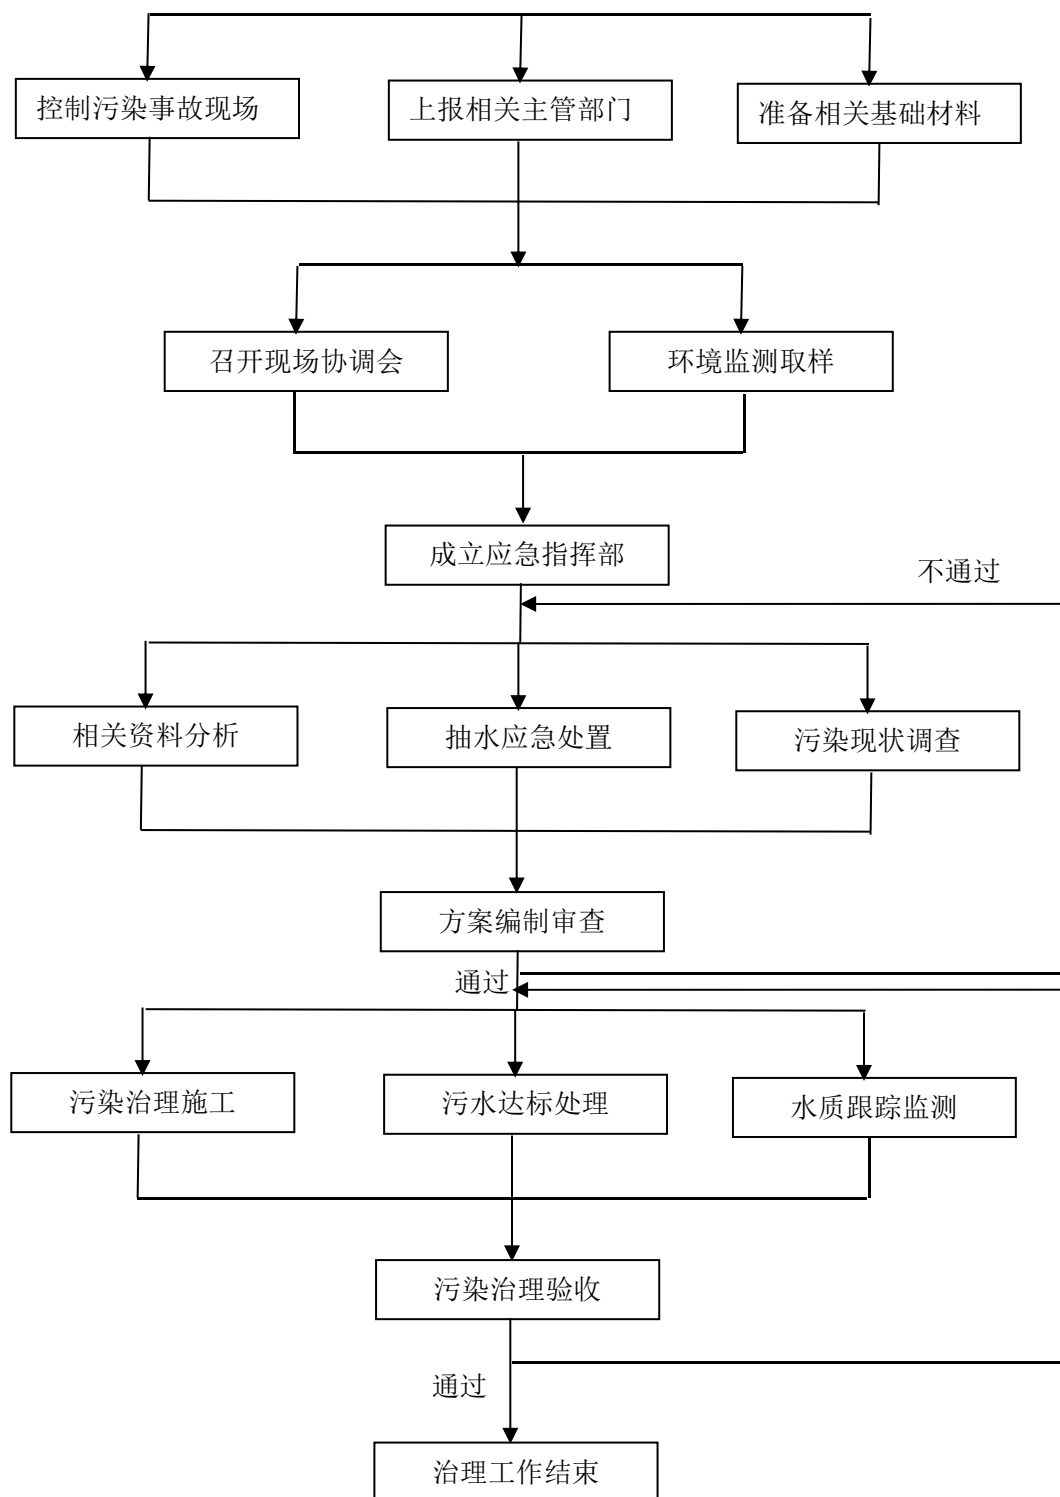 控制污染事故现场
上报相关主管部门
准备相关基础材料
召开现场协调会
环境监测取样
成立应急指挥部
不通过
相关资料分析
抽水应急处置
污染现状调查
方案编制审查
通过
污染治理施工
污水达标处理
水质跟踪监测
污染治理验收
通过
治理工作结束